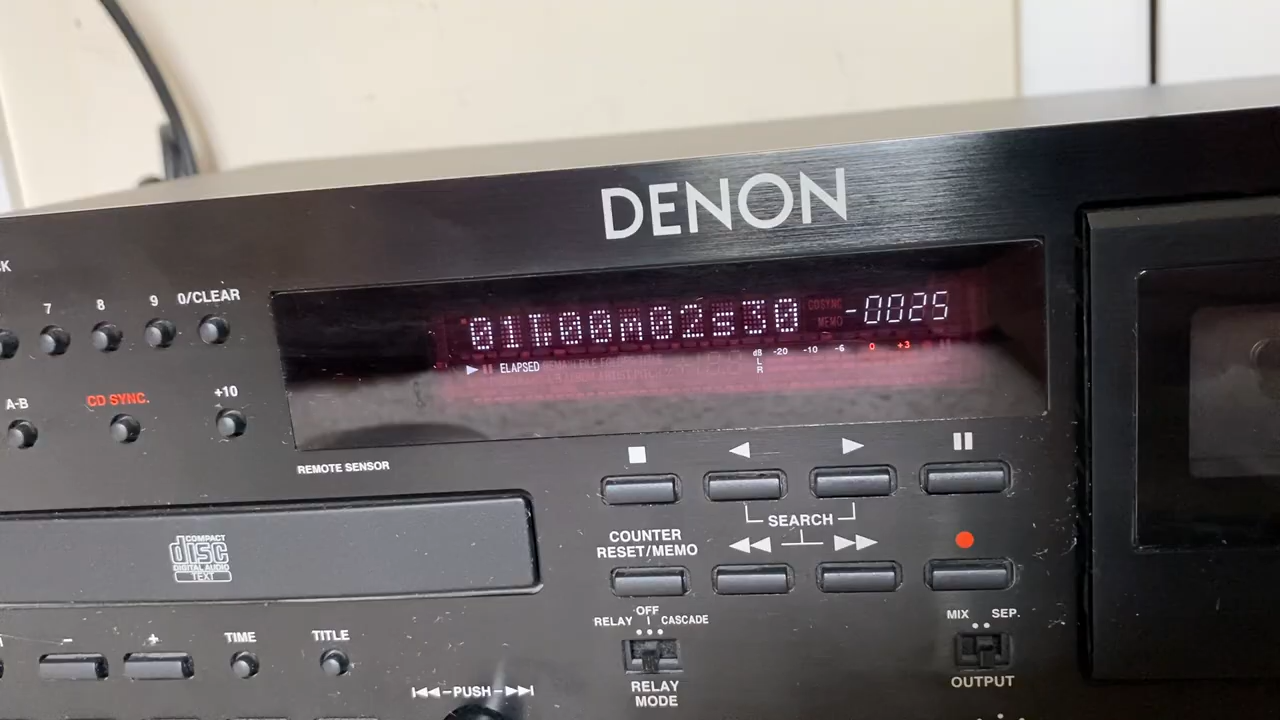 DENON
7 8 9 0/CLEAR
CDSYNC
MEMO
-0025
ELAPSED
dB -20 -10 -6 0 +3
L
R
A-B CD SYNC. +10
REMOTE SENSOR
SEARCH
COUNTER
RESET/MEMO
COMPACT
disc
DIGITAL AUDIO
TEXT
OFF
RELAY CASCADE
MIX SEP.
- + TIME TITLE
RELAY
MODE
OUTPUT
PUSH